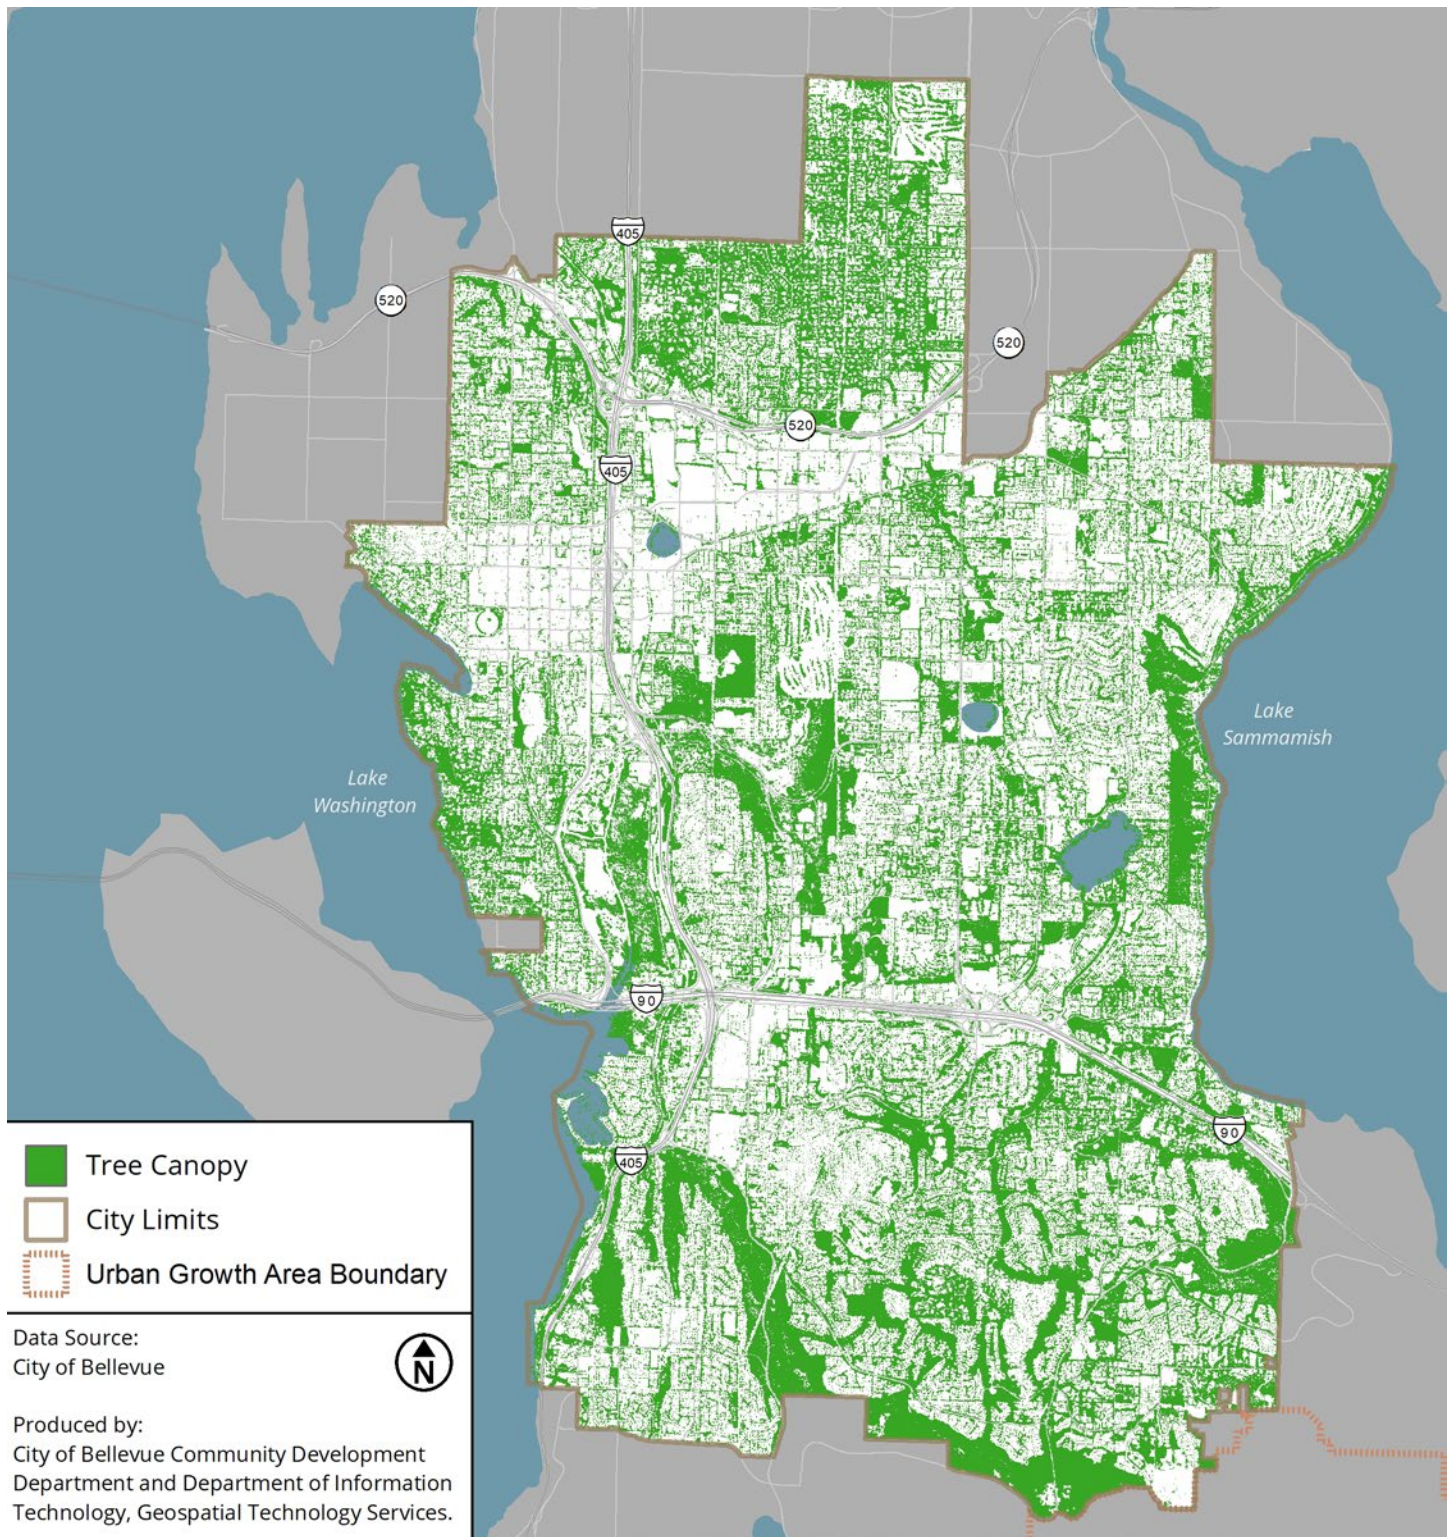 405
520
520
520
405
Lake
Sammamish
Lake
Washington
90
90
405
Tree Canopy
City Limits
Urban Growth Area Boundary
Data Source:
City of Bellevue
N
Produced by:
City of Bellevue Community Development
Department and Department of Information
Technology, Geospatial Technology Services.